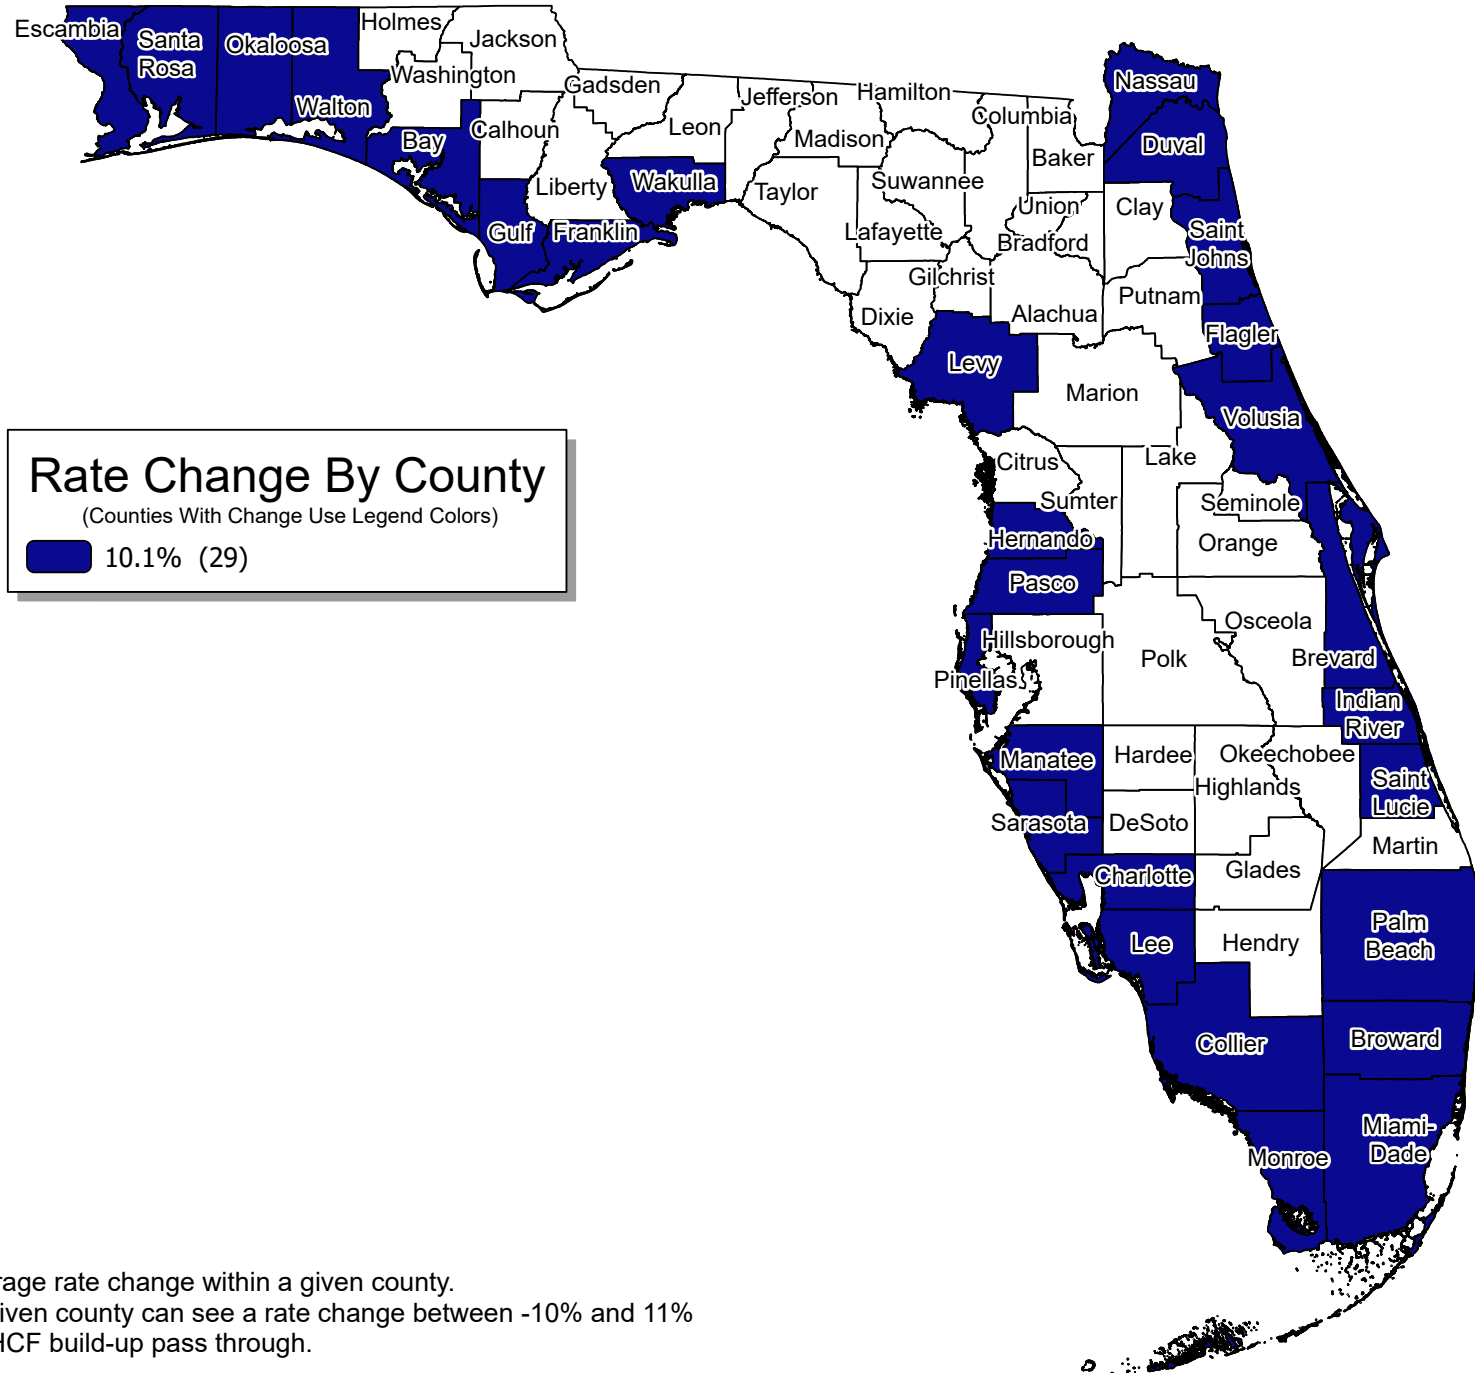 Escambia
Santa
Rosa
Okaloosa
Walton
Holmes
Jackson
Washington
Bay
Calhoun
Gulf
Gadsden
Liberty
Franklin
Leon
Wakulla
Jefferson
Madison
Taylor
Hamilton
Suwannee
Lafayette
Columbia
Baker
Nassau
Duval
Union
Bradford
Clay
Saint
Johns
Gilchrist
Dixie
Alachua
Putnam
Flagler
Levy
Marion
Volusia
Rate Change By County
(Counties With Change Use Legend Colors)
10.1% (29)
Citrus
Lake
Sumter
Seminole
Hernando
Orange
Pasco
Osceola
Hillsborough
Polk
Brevard
Pinellas
Indian
River
Manatee
Hardee
Okeechobee
Highlands
Saint
Lucie
Sarasota
DeSoto
Martin
Charlotte
Glades
Palm
Beach
Lee
Hendry
Collier
Broward
Miami-
Dade
Monroe
rage rate change within a given county.
iven county can see a rate change between -10% and 11%
HCF build-up pass through.